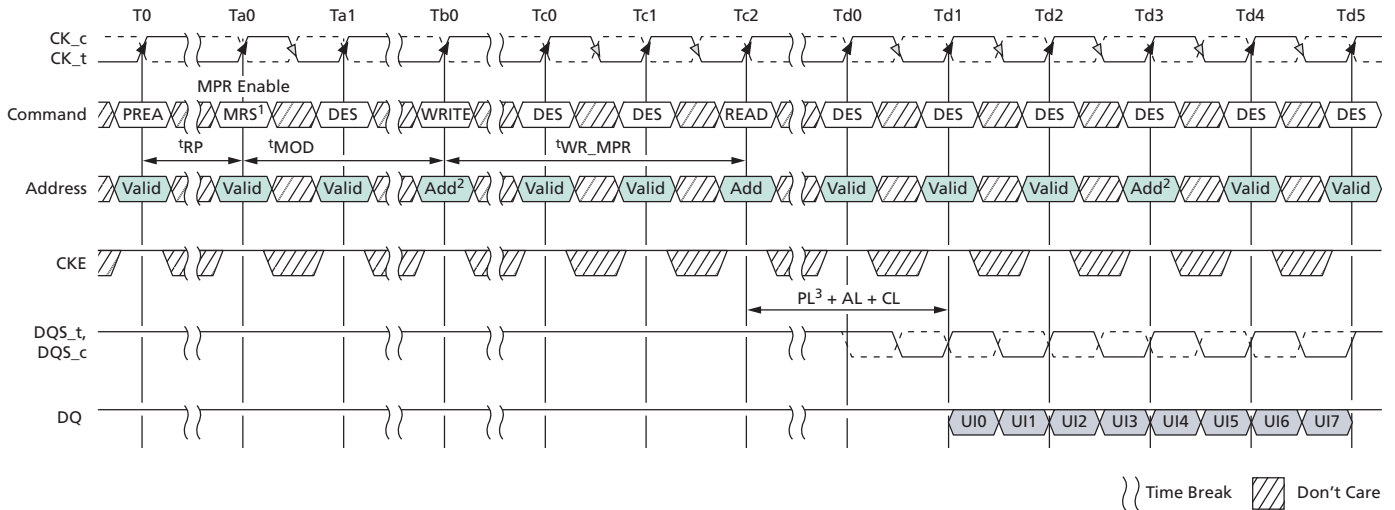 T0 Ta0 Ta1 Tb0 Tc0 Tc1 Tc2 Td0 Td1 Td2 Td3 Td4 Td5
CK_c
CK_t
MPR Enable
Command PREA MRS¹ DES WRITE DES DES READ DES DES DES DES DES DES
tRP tMOD tWR_MPR
Address Valid Valid Valid Add² Valid Valid Add Valid Valid Valid Add² Valid Valid
CKE
PL³ + AL + CL
DQS_t,
DQS_c
DQ UI0 UI1 UI2 UI3 UI4 UI5 UI6 UI7
Time Break Don't Care